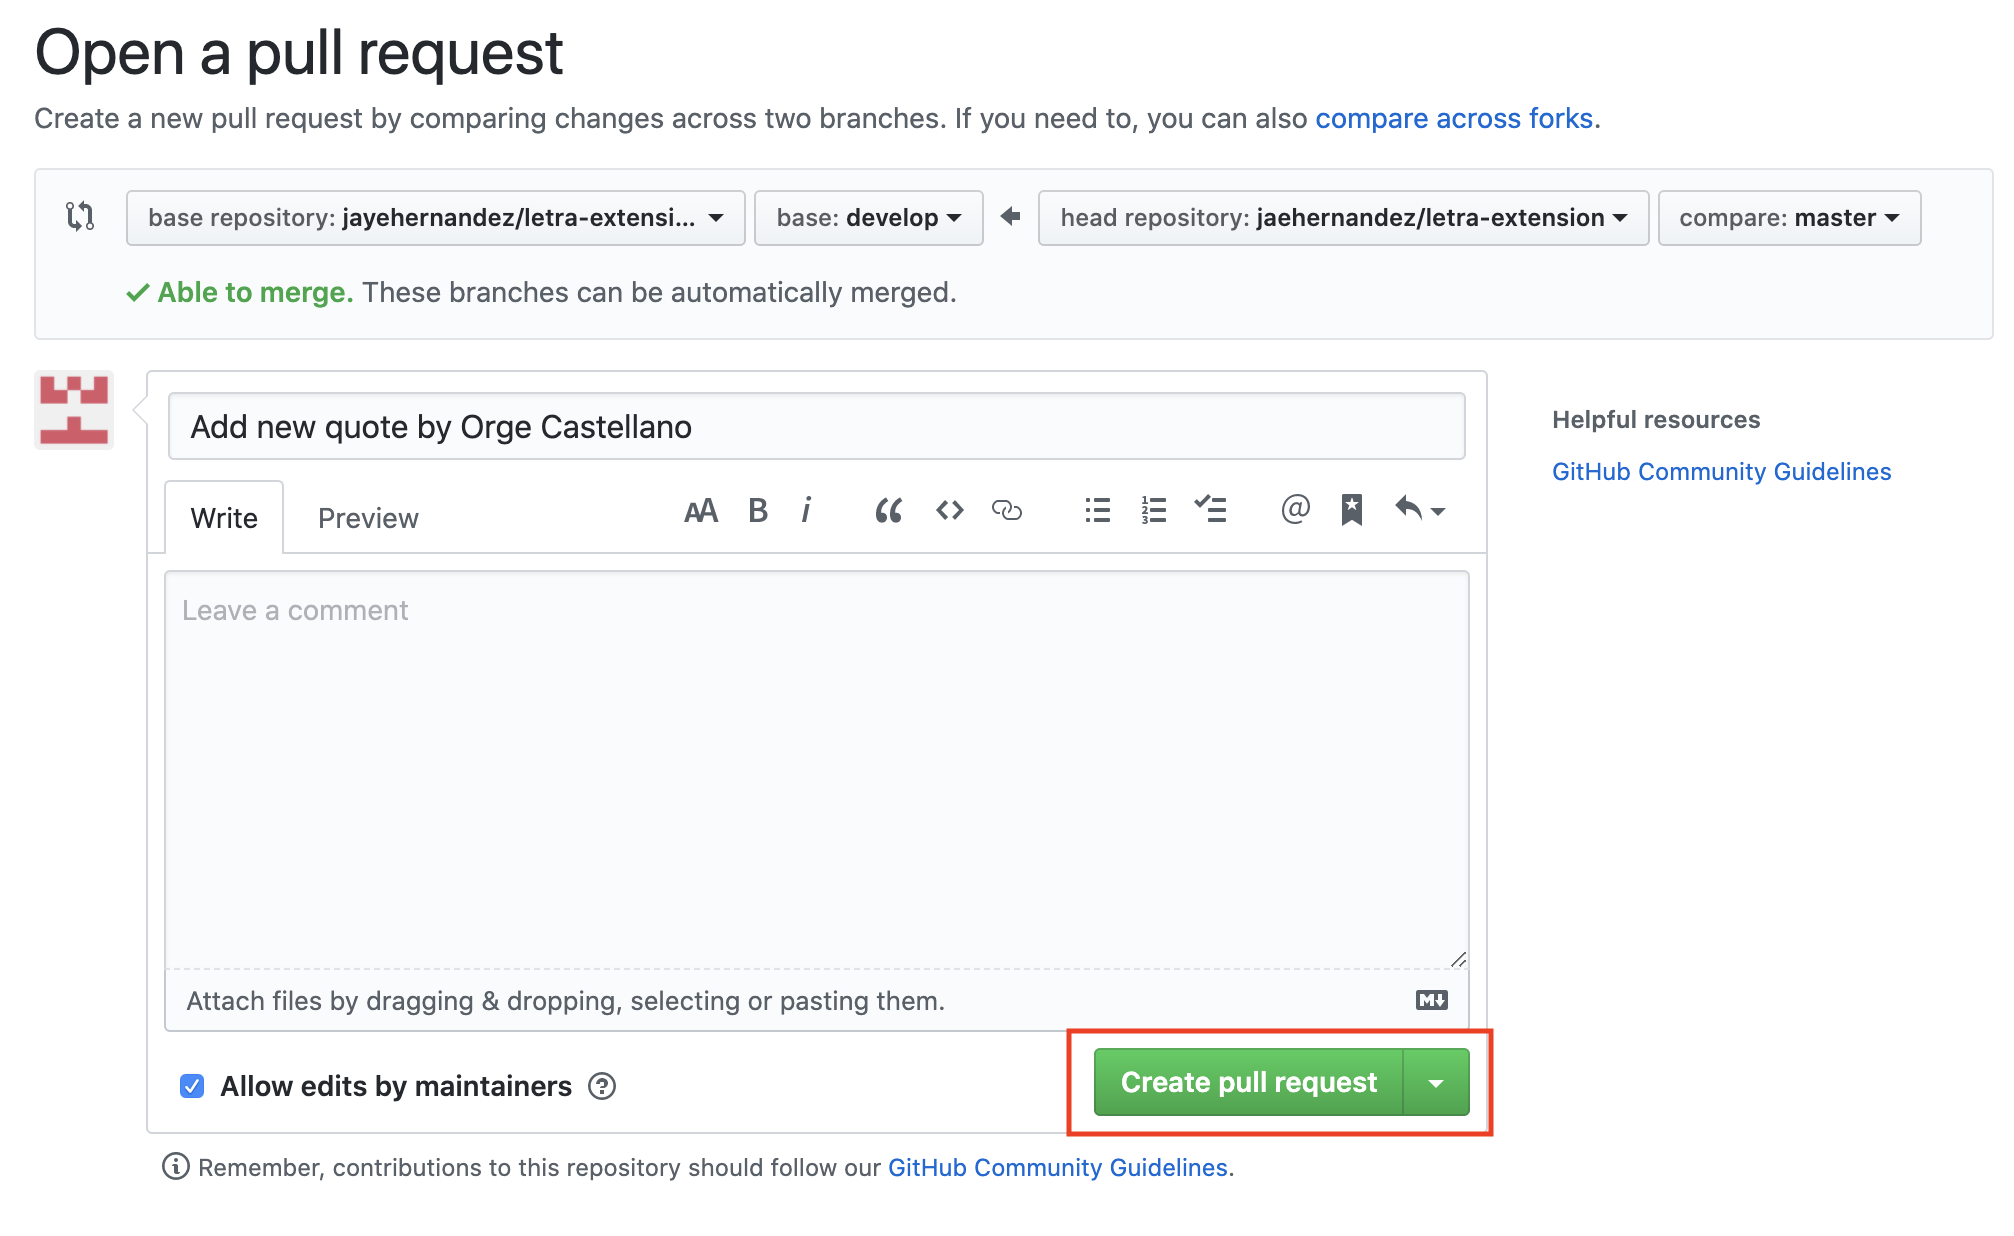 Open a pull request
Create a new pull request by comparing changes across two branches. If you need to, you can also compare across forks.
base repository: jayehernandez/letra-extensi... base: develop head repository: jaehernandez/letra-extension compare: master
Able to merge. These branches can be automatically merged.
Add new quote by Orge Castellano
Helpful resources
GitHub Community Guidelines
Write Preview AA B i “ <> @
Leave a comment
Attach files by dragging & dropping, selecting or pasting them. M
Allow edits by maintainers ? Create pull request
Remember, contributions to this repository should follow our GitHub Community Guidelines.